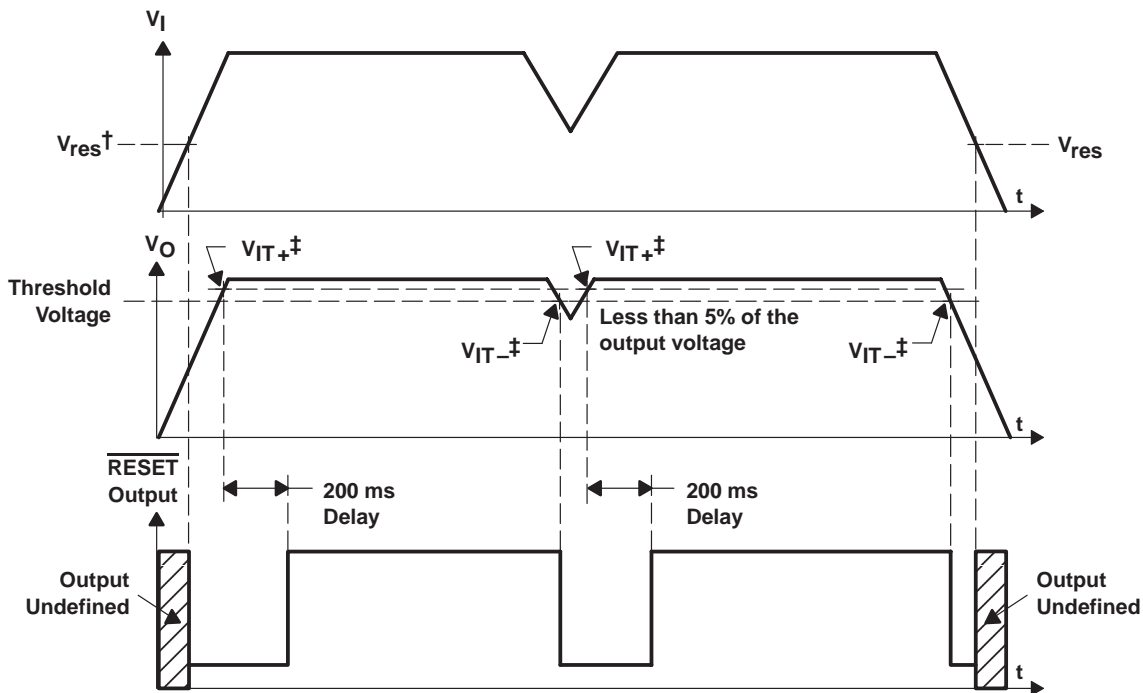 VI
Vres†
Vres
t
VO
VIT+‡
VIT+‡
Threshold
Voltage
Less than 5% of the
output voltage
VIT–‡
VIT–‡
t
RESET
Output
200 ms
Delay
200 ms
Delay
Output
Undefined
Output
Undefined
t